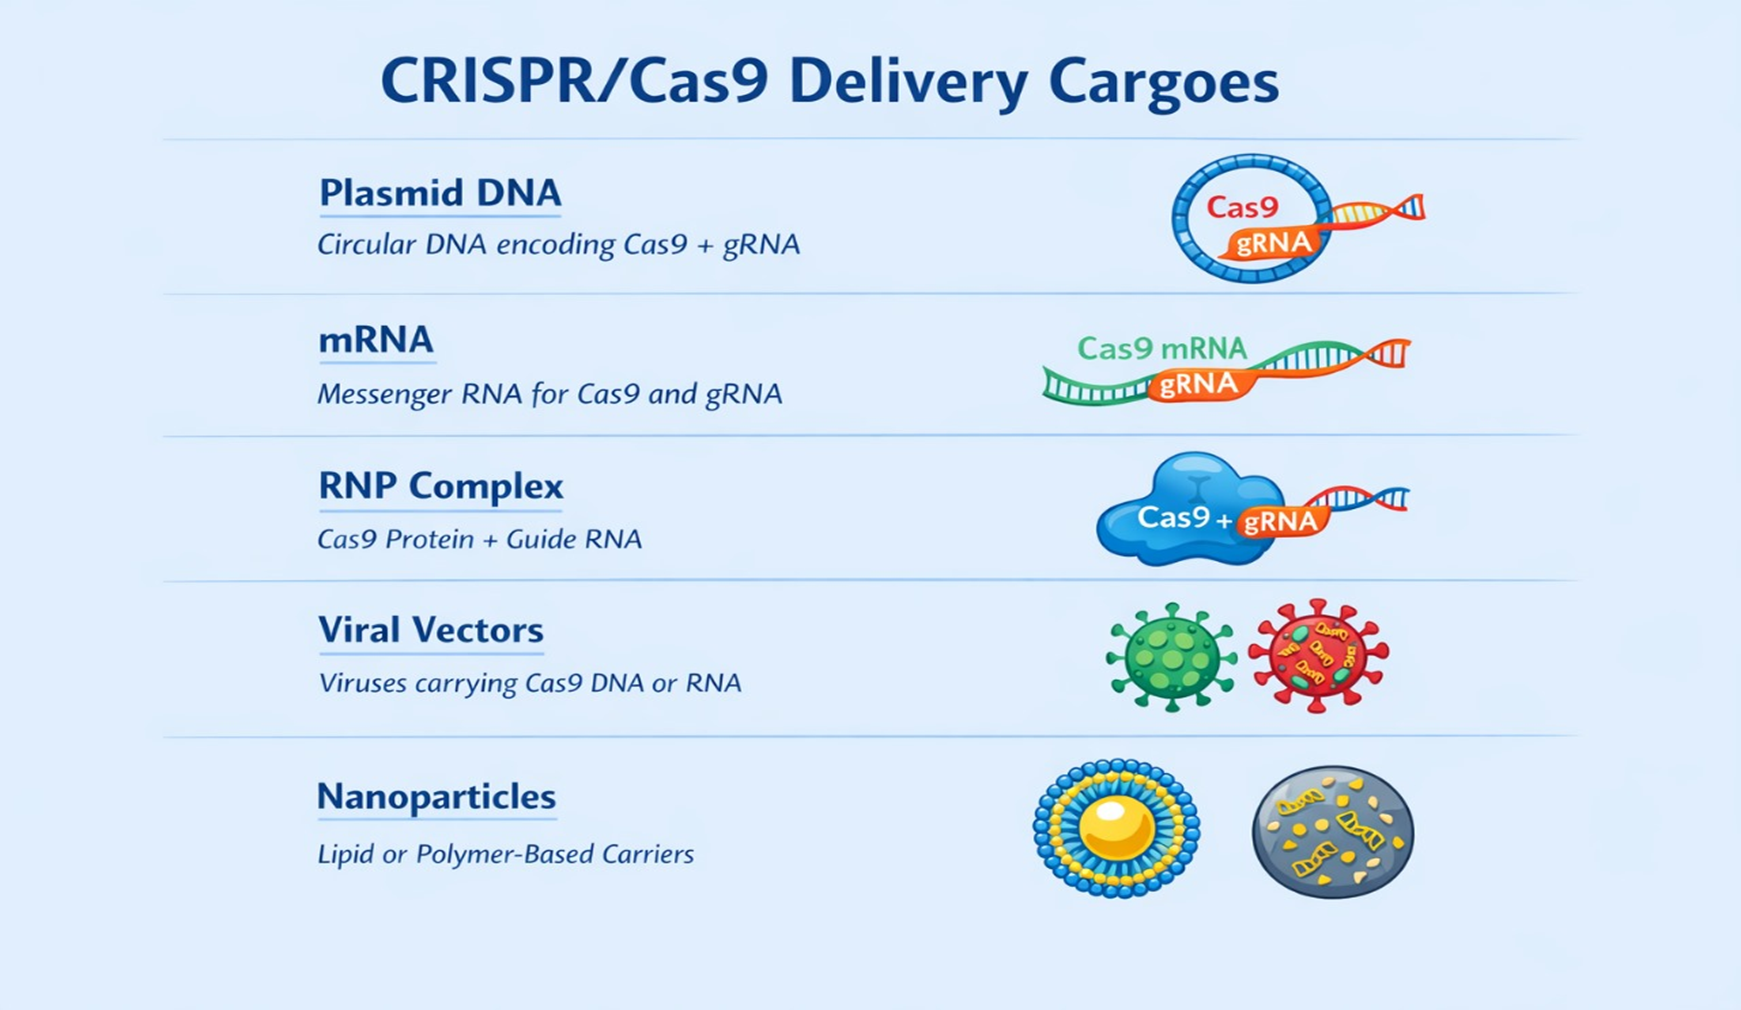 CRISPR/Cas9 Delivery Cargoes
Plasmid DNA
Circular DNA encoding Cas9 + gRNA
Cas9
gRNA
mRNA
Messenger RNA for Cas9 and gRNA
Cas9 mRNA
gRNA
RNP Complex
Cas9 Protein + Guide RNA
Cas9 + gRNA
Viral Vectors
Viruses carrying Cas9 DNA or RNA
Nanoparticles
Lipid or Polymer-Based Carriers